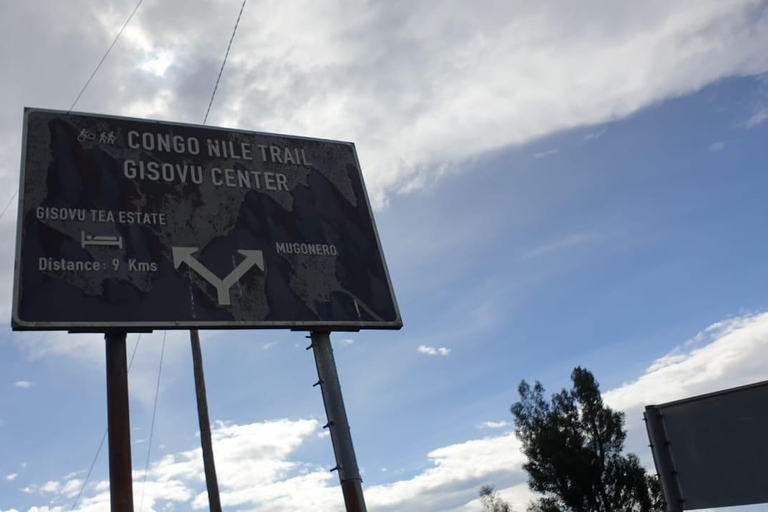 CONGO NILE TRAIL
GISOVU CENTER
GISOVU TEA ESTATE
MUGONERO
Distance: 9 Kms